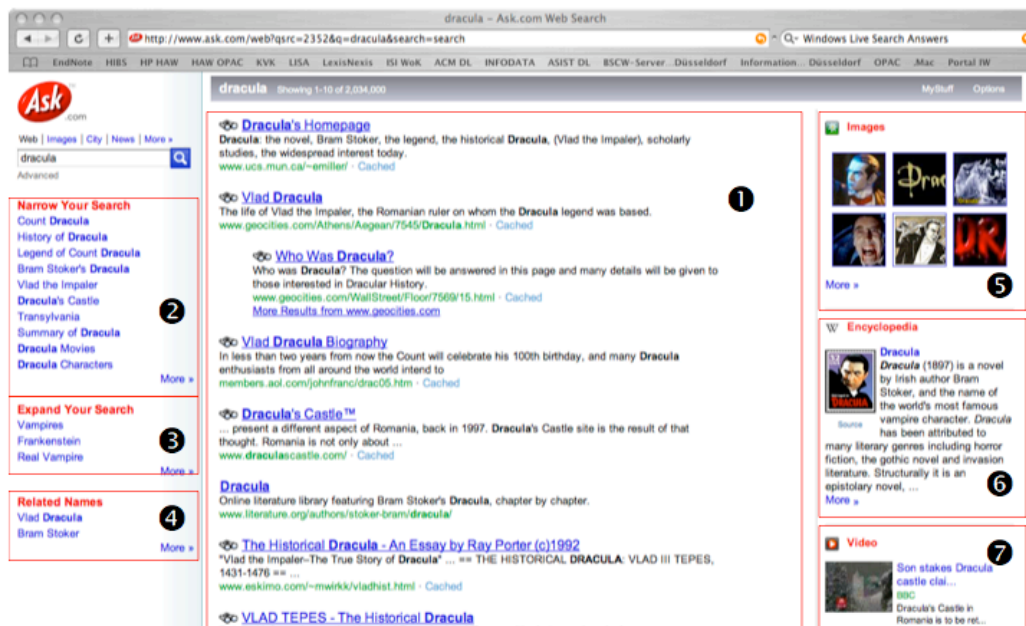 dracula – Ask.com Web Search
http://www.ask.com/web?qsrc=2352&q=dracula&search=search
Windows Live Search Answers
EndNote HIBS HP HAW HAW OPAC KVK LISA LexisNexis ISI WoK ACM DL INFODATA ASIST DL BSCW-Server...Düsseldorf Information... Düsseldorf OPAC .Mac Portal IW
Ask
.com
Web | Images | City | News | More »
dracula
Advanced
Narrow Your Search
Count Dracula
History of Dracula
Legend of Count Dracula
Bram Stoker's Dracula
Vlad the Impaler
Dracula's Castle
Transylvania
Summary of Dracula
Dracula Movies
Dracula Characters
More »
2
Expand Your Search
Vampires
Frankenstein
Real Vampire
More »
3
Related Names
Vlad Dracula
Bram Stoker
More »
4
dracula Showing 1-10 of 2,034,000
MyStuff Options
1
Dracula's Homepage
Dracula: the novel, Bram Stoker, the legend, the historical Dracula, (Vlad the Impaler), scholarly
studies, the widespread interest today.
www.ucs.mun.ca/~emiller/ · Cached
Vlad Dracula
The life of Vlad the Impaler, the Romanian ruler on whom the Dracula legend was based.
www.geocities.com/Athens/Aegean/7545/Dracula.html · Cached
Who Was Dracula?
Who was Dracula? The question will be answered in this page and many details will be given to
those interested in Dracular History.
www.geocities.com/WallStreet/Floor/7569/15.html · Cached
More Results from www.geocities.com
Vlad Dracula Biography
In less than two years from now the Count will celebrate his 100th birthday, and many Dracula
enthusiasts from all around the world intend to
members.aol.com/johnfranc/drac05.htm · Cached
Dracula's Castle™
... present a different aspect of Romania, back in 1997. Dracula's Castle site is the result of that
thought. Romania is not only about ...
www.draculascastle.com/ · Cached
Dracula
Online literature library featuring Bram Stoker's Dracula, chapter by chapter.
www.literature.org/authors/stoker-bram/dracula/
The Historical Dracula - An Essay by Ray Porter (c)1992
"Vlad the Impaler–The True Story of Dracula" ... == THE HISTORICAL DRACULA: VLAD III TEPES,
1431-1476 == ...
www.eskimo.com/~mwirkk/vladhist.html · Cached
VLAD TEPES - The Historical Dracula
Images
DR
More »
5
W Encyclopedia
Dracula
Dracula (1897) is a novel
by Irish author Bram
Stoker, and the name of
the world's most famous
vampire character. Dracula
has been attributed to
DRACULA
Source
many literary genres including horror
fiction, the gothic novel and invasion
literature. Structurally it is an
epistolary novel, ...
More »
6
Video
7
Son stakes Dracula
castle clai...
BBC
Dracula's Castle in
Romania is to be ret...